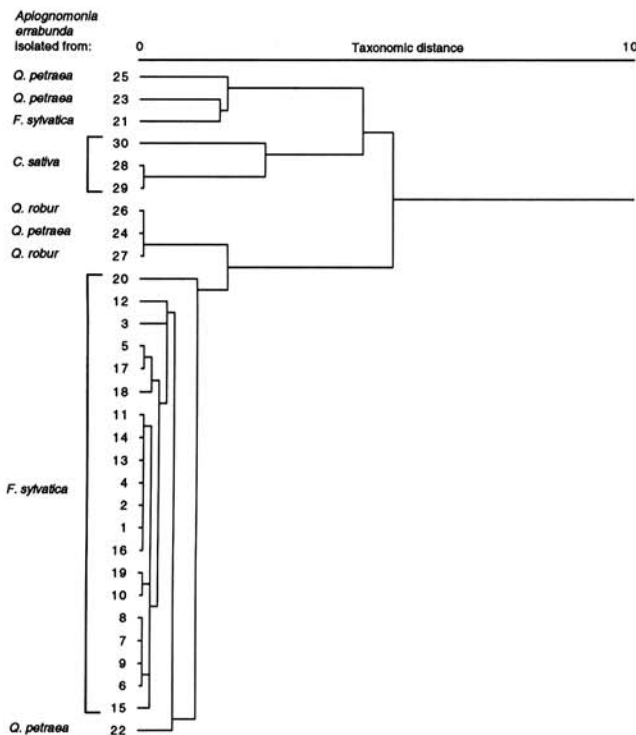 Apiognomonia
errabunda
isolated from: 0 Taxonomic distance 10
Q. petraea 25
Q. petraea 23
F. sylvatica 21
30
C. sativa 28
29
Q. robur 26
Q. petraea 24
Q. robur 27
20
12
3
5
17
18
11
14
13
4
F. sylvatica
2
1
16
19
10
8
7
9
6
15
Q. petraea 22